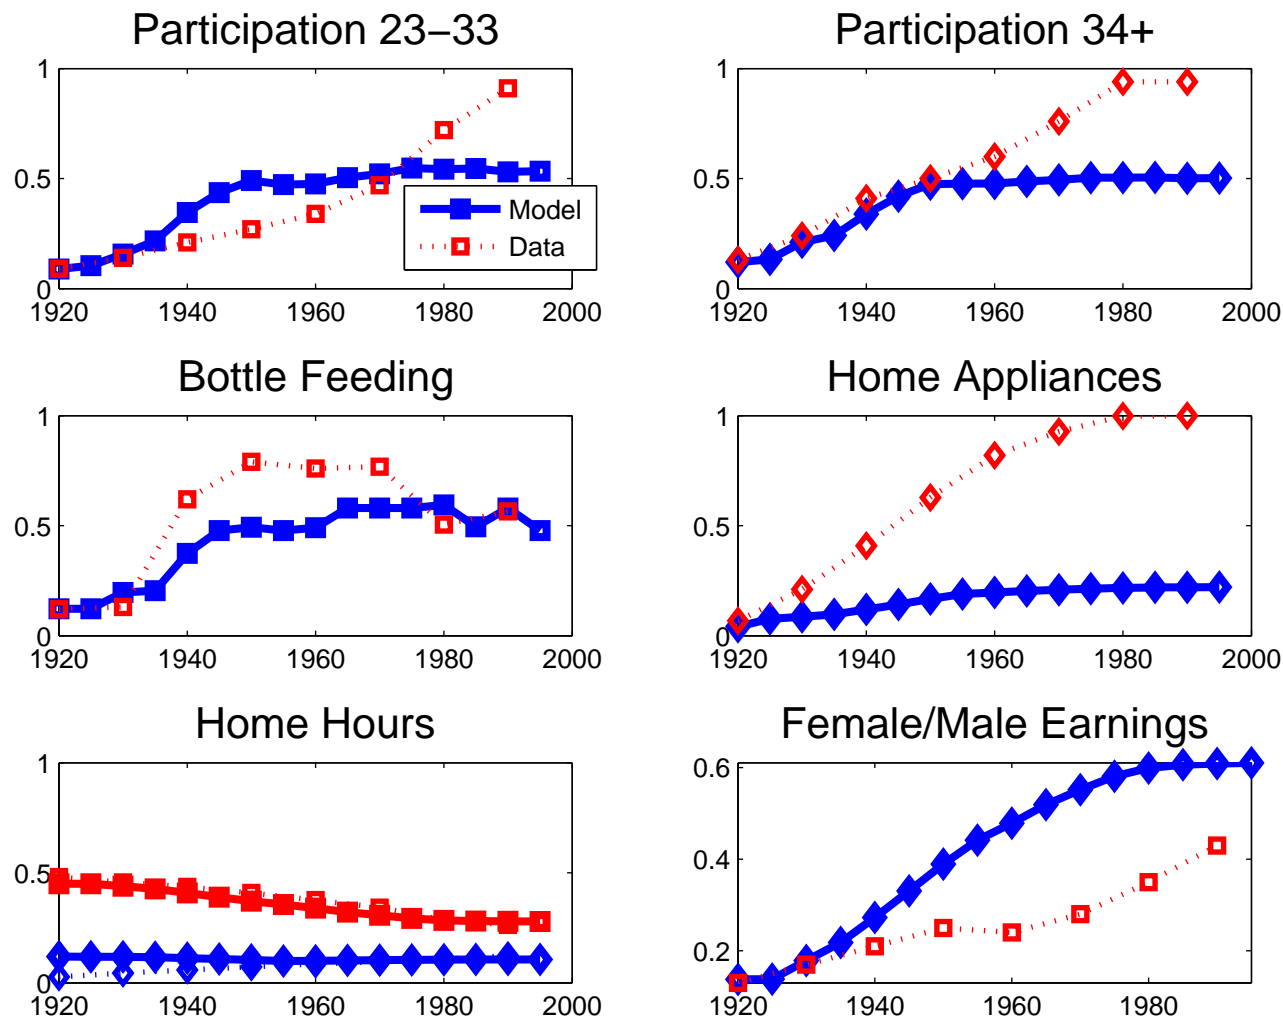 Participation 23–33
Participation 34+
1
0.5
0
1920 1940 1960 1980 2000
Model
Data
1
0.5
0
1920 1940 1960 1980 2000
Bottle Feeding
Home Appliances
1
0.5
0
1920 1940 1960 1980 2000
1
0.5
0
1920 1940 1960 1980 2000
Home Hours
Female/Male Earnings
1
0.5
0
1920 1940 1960 1980 2000
0.6
0.4
0.2
1920 1940 1960 1980